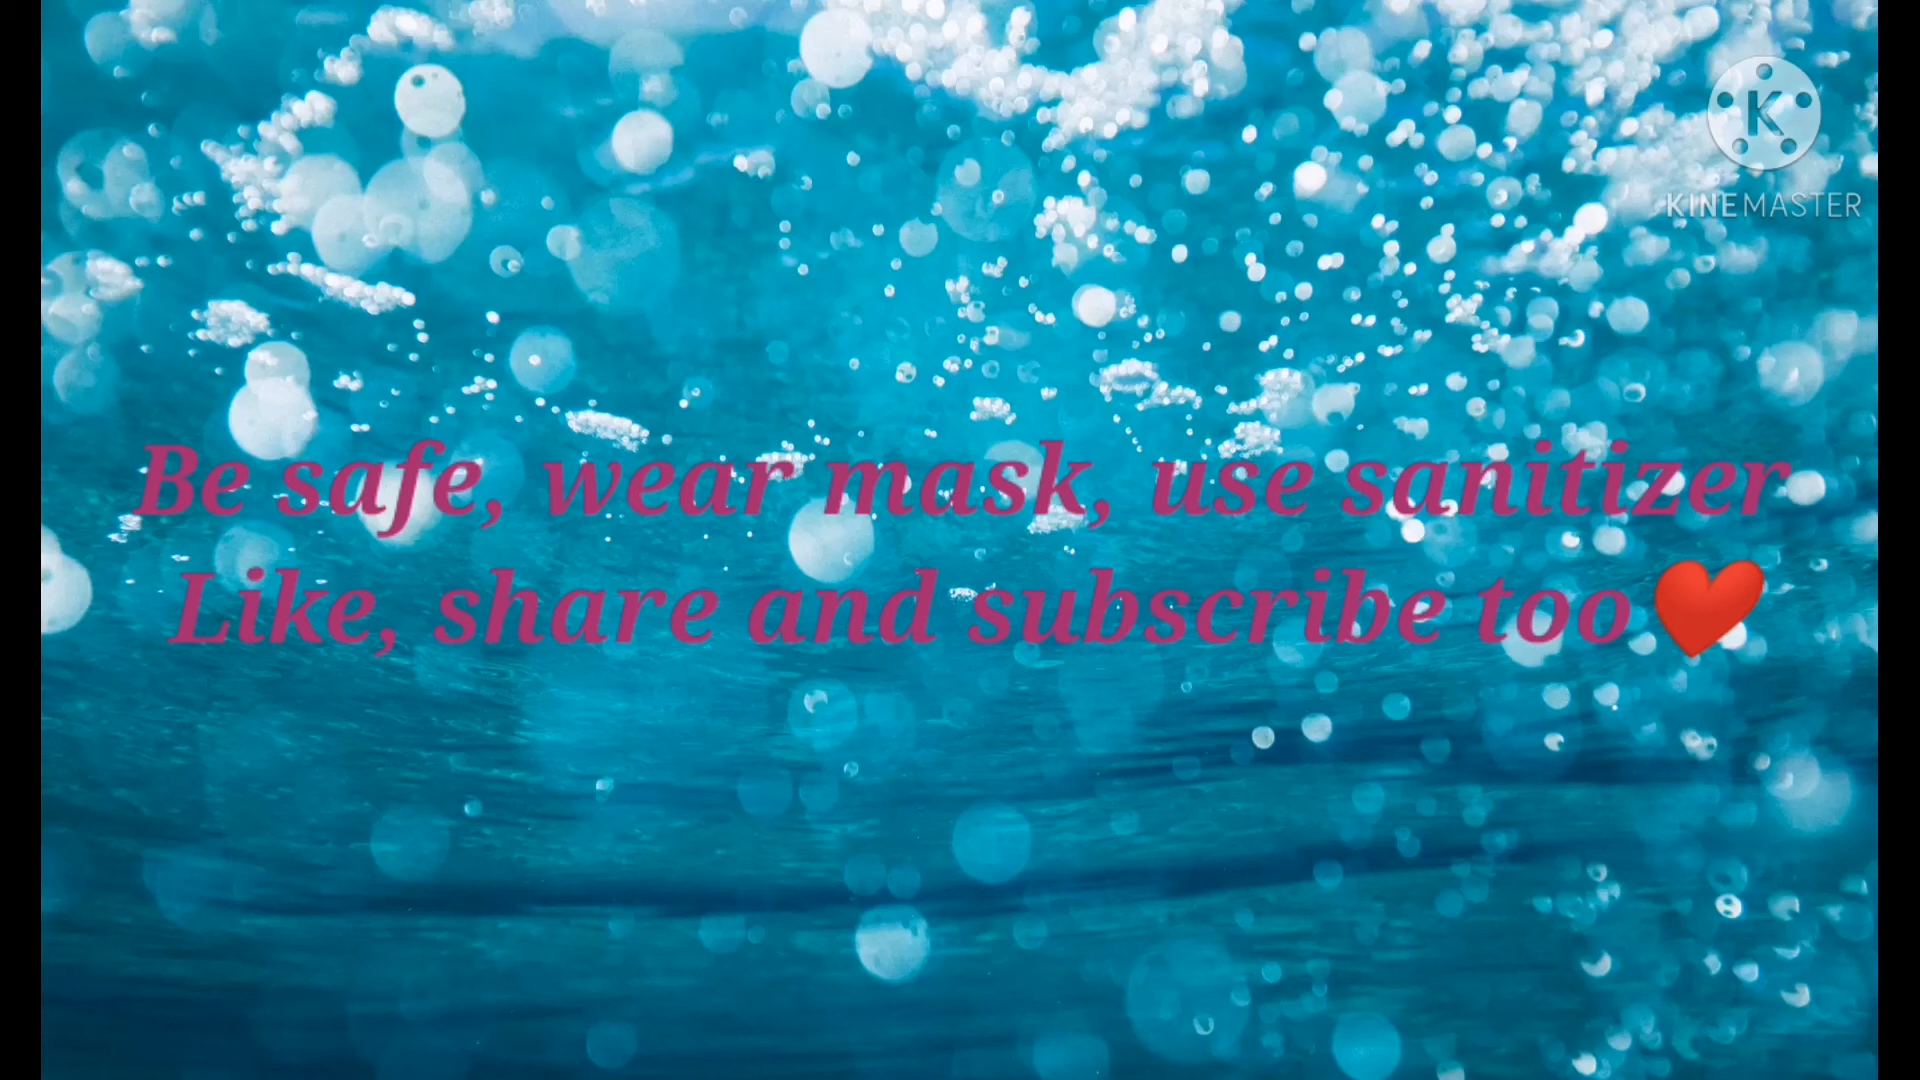 K
KINEMASTER
Be safe, wear mask, use sanitizer
Like, share and subscribe too ❤️